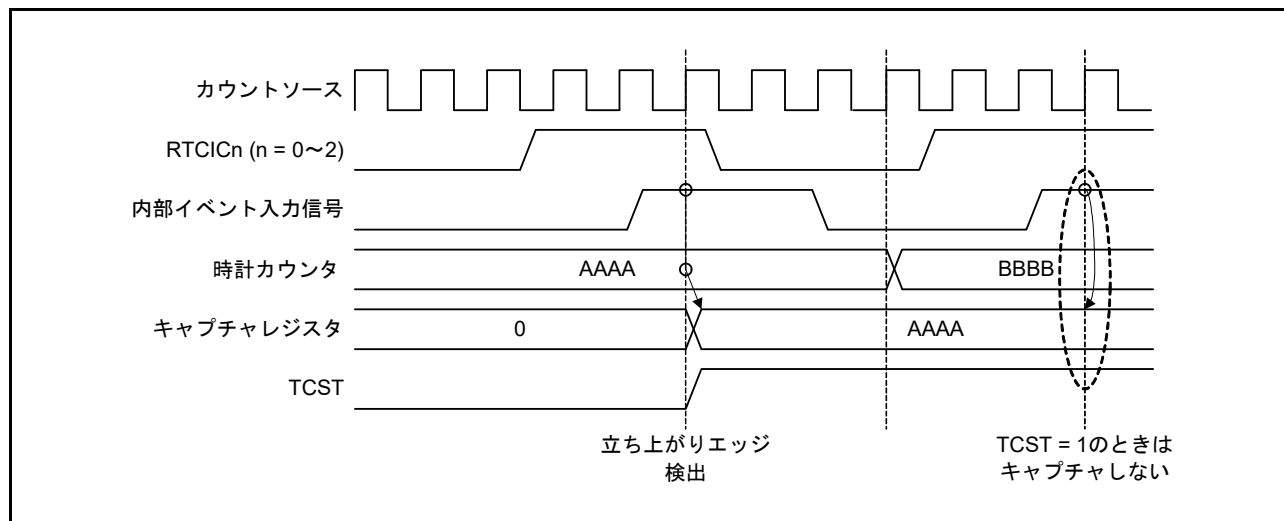 カウントソース
RTCICn (n = 0～2)
内部イベント入力信号
時計カウンタ
AAAA
BBBB
キャプチャレジスタ
0
AAAA
TCST
立ち上がりエッジ
検出
TCST = 1のときは
キャプチャしない